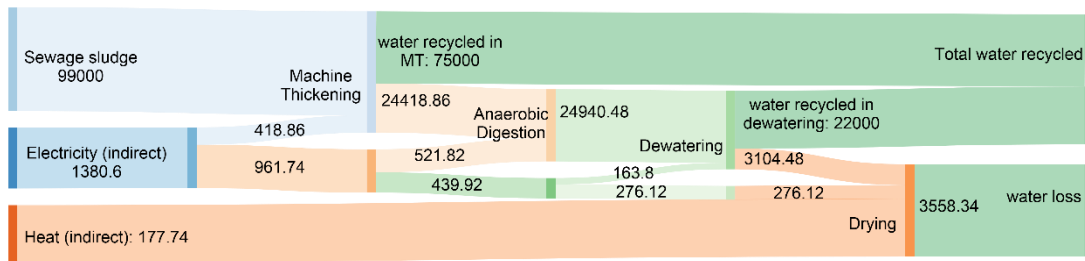 Sewage sludge
99000
Electricity (indirect)
1380.6
Heat (indirect): 177.74
418.86
961.74
Machine
Thickening
water recycled in
MT: 75000
24418.86
521.82
439.92
Anaerobic
Digestion
24940.48
163.8
276.12
Dewatering
water recycled in
dewatering: 22000
3104.48
276.12
Drying
Total water recycled
3558.34
water loss